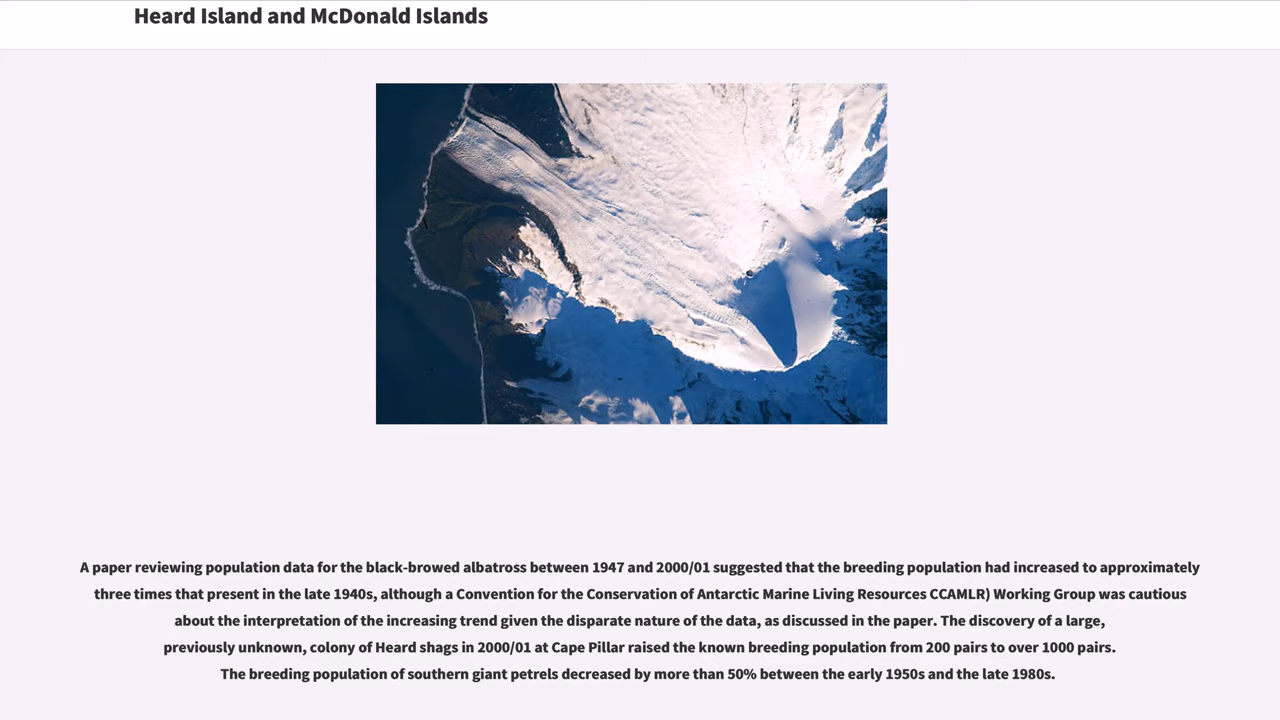 Heard Island and McDonald Islands
A paper reviewing population data for the black-browed albatross between 1947 and 2000/01 suggested that the breeding population had increased to approximately
three times that present in the late 1940s, although a Convention for the Conservation of Antarctic Marine Living Resources CCAMLR) Working Group was cautious
about the interpretation of the increasing trend given the disparate nature of the data, as discussed in the paper. The discovery of a large,
previously unknown, colony of Heard shags in 2000/01 at Cape Pillar raised the known breeding population from 200 pairs to over 1000 pairs.
The breeding population of southern giant petrels decreased by more than 50% between the early 1950s and the late 1980s.